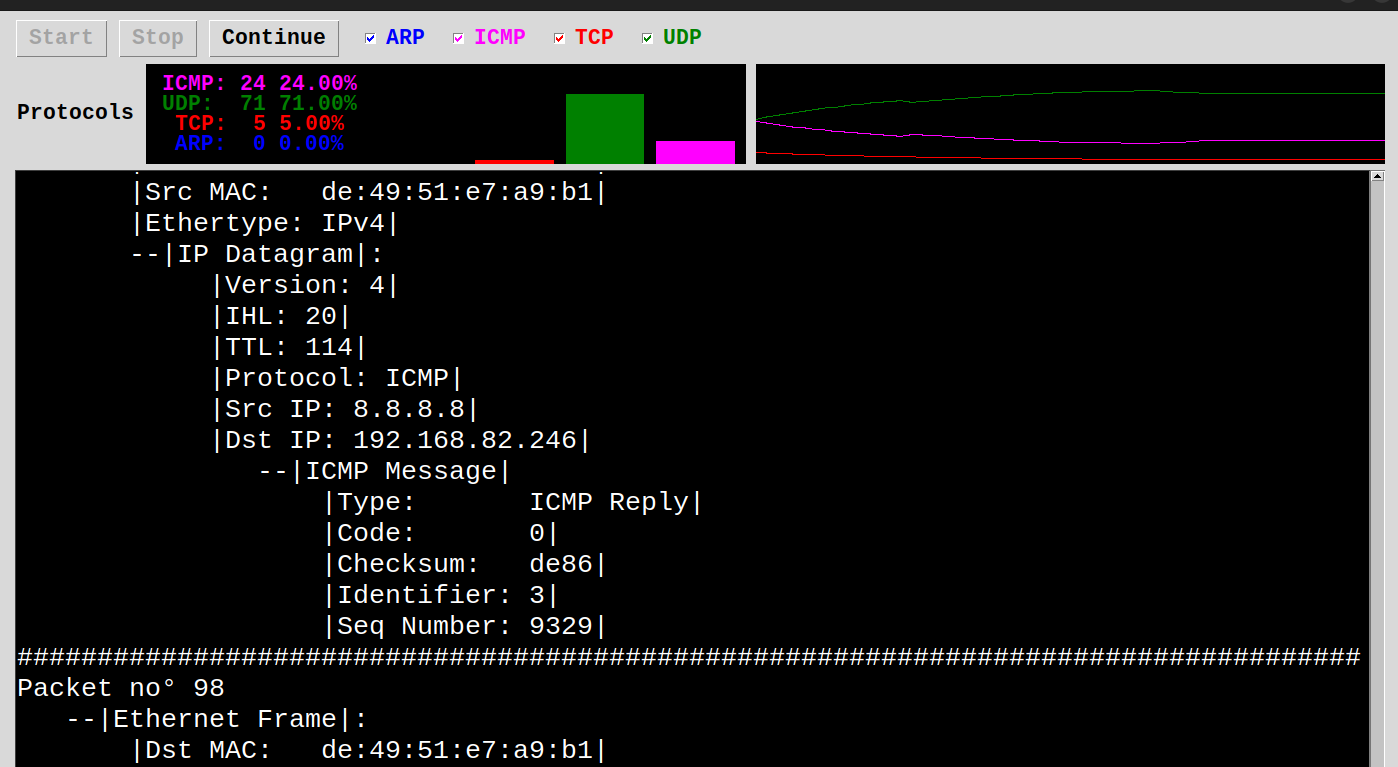 Start Stop Continue ARP ICMP TCP UDP
Protocols
ICMP: 24 24.00%
UDP: 71 71.00%
TCP: 5 5.00%
ARP: 0 0.00%
|Src MAC: de:49:51:e7:a9:b1|
|Ethertype: IPv4|
--|IP Datagram|:
|Version: 4|
|IHL: 20|
|TTL: 114|
|Protocol: ICMP|
|Src IP: 8.8.8.8|
|Dst IP: 192.168.82.246|
--|ICMP Message|
|Type: ICMP Reply|
|Code: 0|
|Checksum: de86|
|Identifier: 3|
|Seq Number: 9329|
####################################################################################
Packet no° 98
--|Ethernet Frame|:
|Dst MAC: de:49:51:e7:a9:b1|